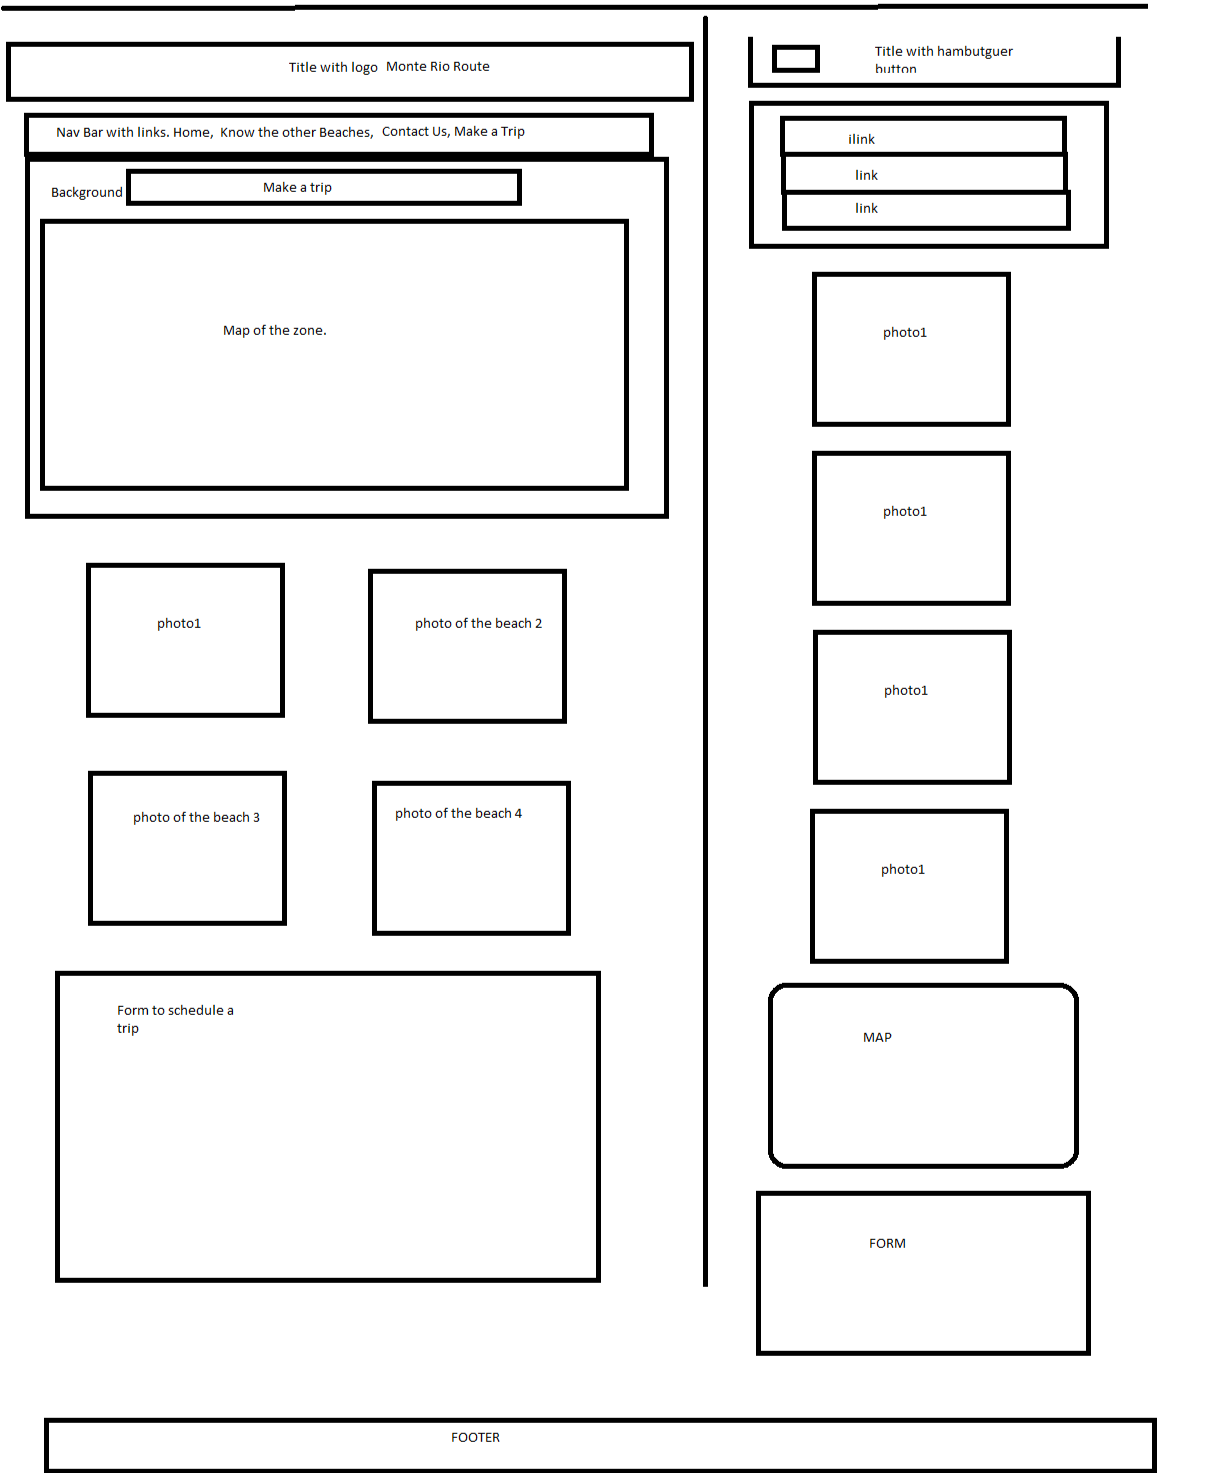 Title with logo Monte Rio Route
Nav Bar with links. Home, Know the other Beaches, Contact Us, Make a Trip
Background
Make a trip
Map of the zone.
photo1
photo of the beach 2
photo of the beach 3
photo of the beach 4
Form to schedule a
trip
Title with hambutguer
button
ilink
link
link
photo1
photo1
photo1
photo1
MAP
FORM
FOOTER